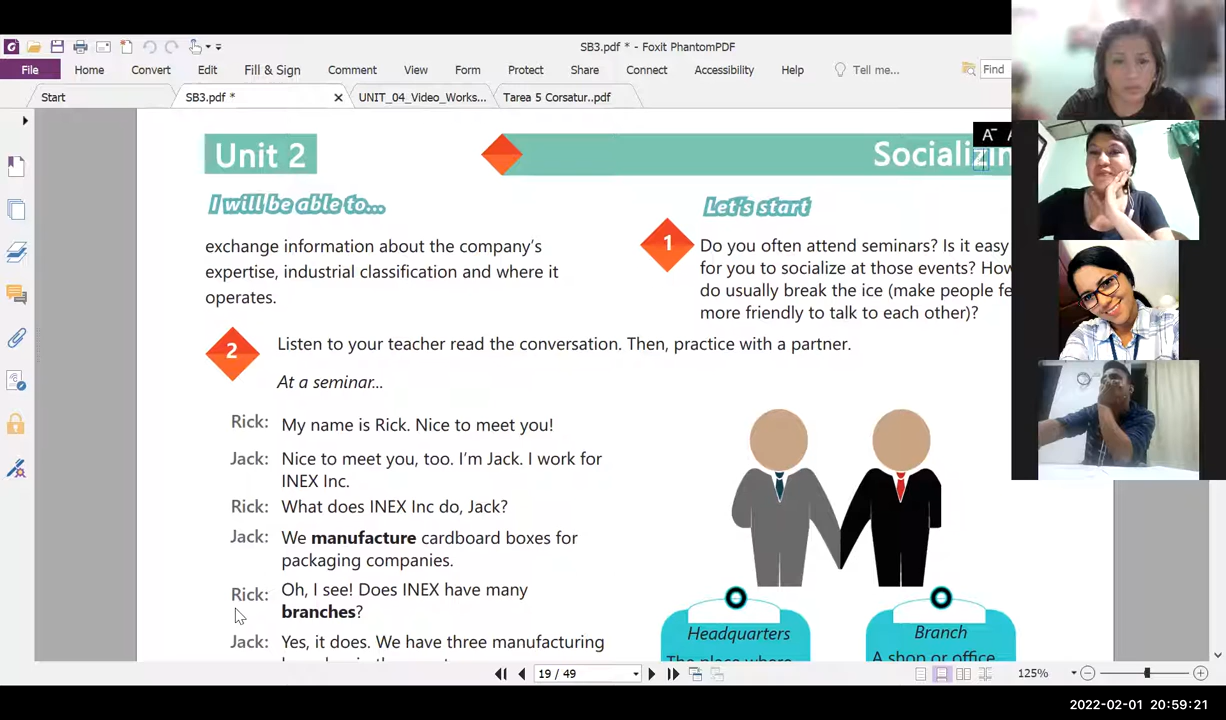 SB3.pdf * - Foxit PhantomPDF
File Home Convert Edit Fill & Sign Comment View Form Protect Share Connect Accessibility Help Tell me... Find
Start SB3.pdf * UNIT_04_Video_Works... Tarea 5 Corsatur..pdf
Unit 2
Socializin
I will be able to...
Let's start
exchange information about the company's
expertise, industrial classification and where it
operates.
1
Do you often attend seminars? Is it easy
for you to socialize at those events? How
do usually break the ice (make people fe
more friendly to talk to each other)?
2
Listen to your teacher read the conversation. Then, practice with a partner.
At a seminar...
Rick: My name is Rick. Nice to meet you!
Jack: Nice to meet you, too. I'm Jack. I work for
INEX Inc.
Rick: What does INEX Inc do, Jack?
Jack: We manufacture cardboard boxes for
packaging companies.
Rick: Oh, I see! Does INEX have many
branches?
Jack: Yes, it does. We have three manufacturing
Headquarters
The place where
Branch
A shop or office
19 / 49
125%
2022-02-01 20:59:21